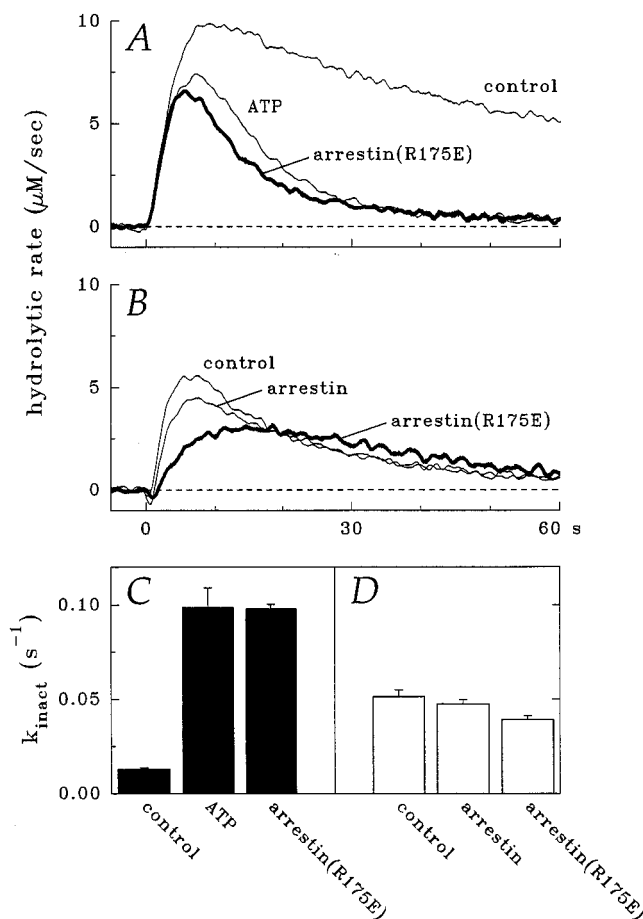 A
10
5
0
control
ATP
arrestin(R175E)
hydrolytic rate (μM/sec)
B
10
5
0
control
arrestin
arrestin(R175E)
0
30
60 s
C
D
0.10
0.05
0.00
k_inact (s⁻¹)
control
ATP
arrestin(R175E)
control
arrestin
arrestin(R175E)